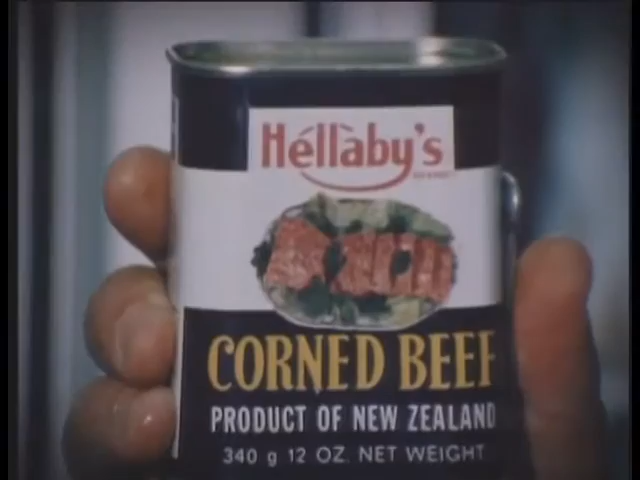 Hellaby's
CORNED BEEF
PRODUCT OF NEW ZEALAND
340 g 12 OZ. NET WEIGHT